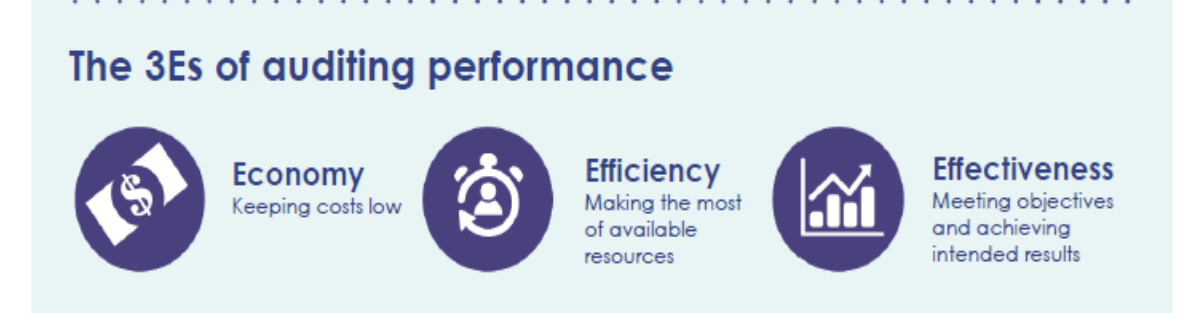 The 3Es of auditing performance
Economy
Keeping costs low
Efficiency
Making the most
of available
resources
Effectiveness
Meeting objectives
and achieving
intended results
$